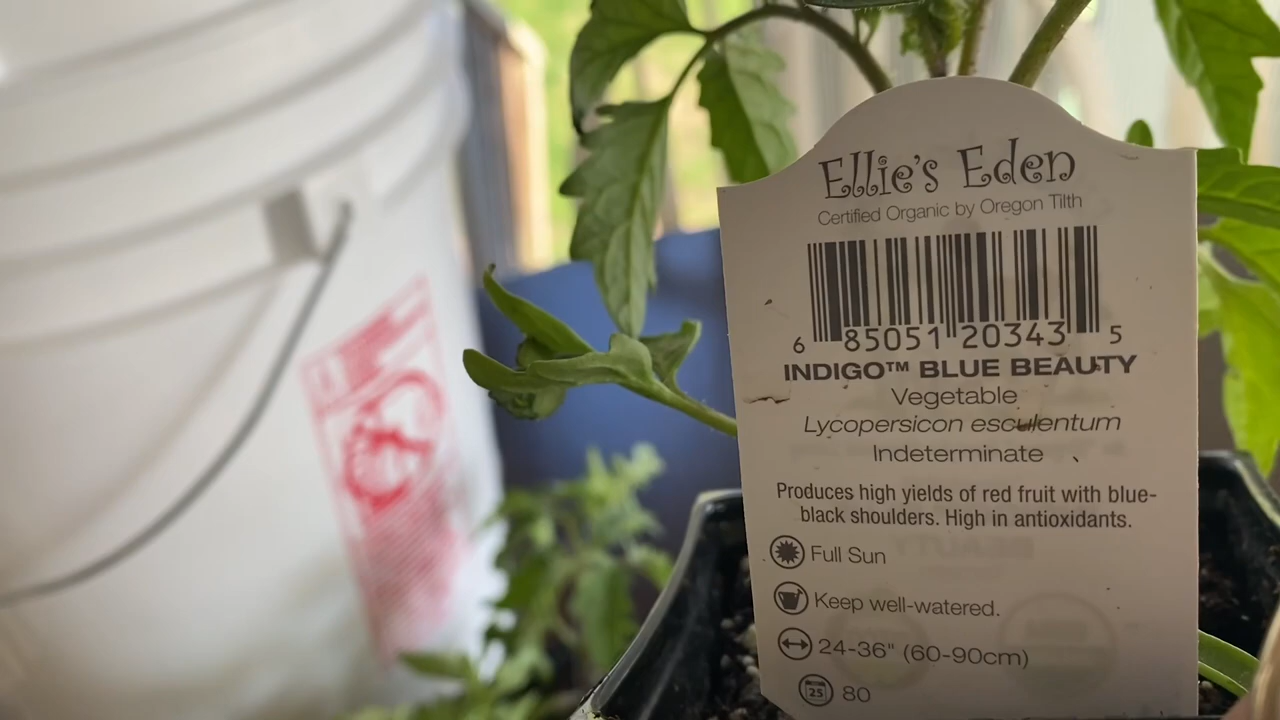 Ellie's Eden
Certified Organic by Oregon Tilth
6 85051 20343 5
INDIGO™ BLUE BEAUTY
Vegetable
Lycopersicon esculentum
Indeterminate
Produces high yields of red fruit with blue-
black shoulders. High in antioxidants.
Full Sun
Keep well-watered.
24-36" (60-90cm)
25 80